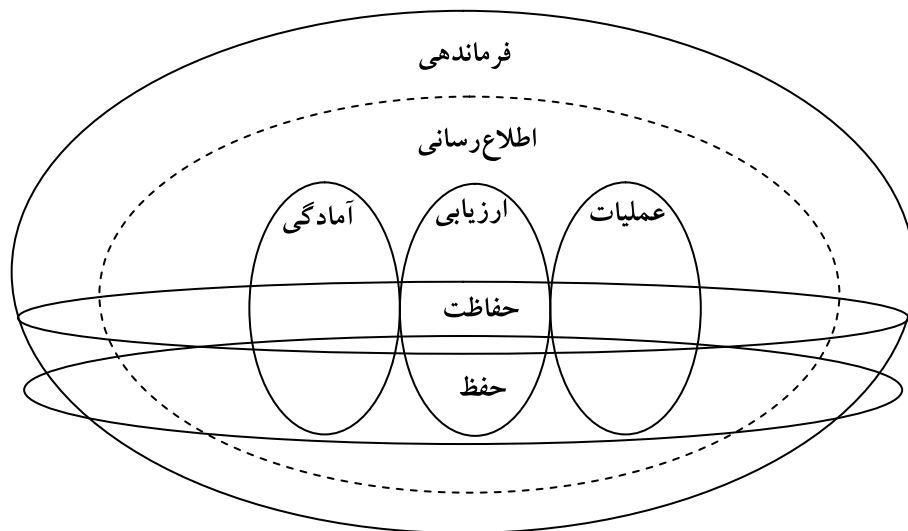 فرماندهی
اطلاع‌رسانی
عملیات
ارزیابی
آمادگی
حفاظت
حفظ